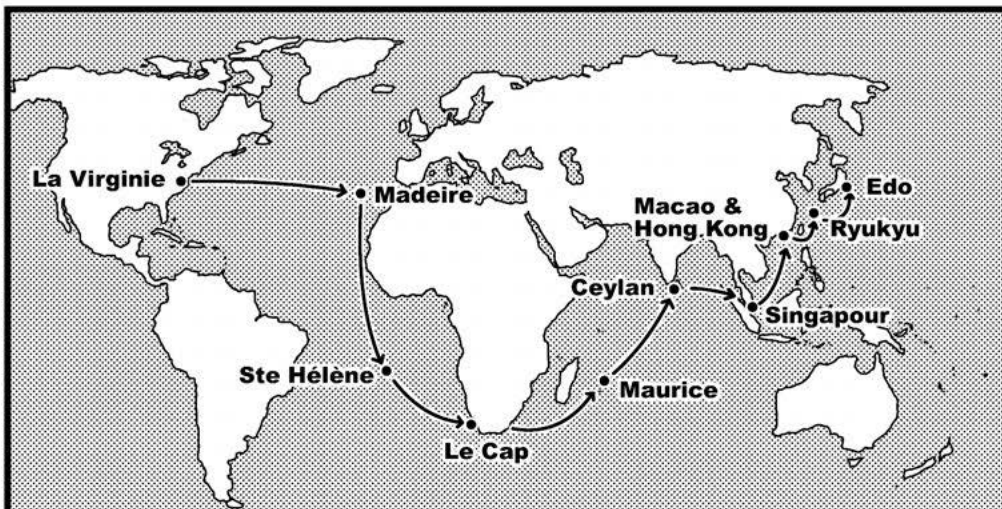 La Virginie
Madeire
Edo
Macao &
Hong Kong
Ryukyu
Ceylan
Singapour
Ste Hélène
Maurice
Le Cap